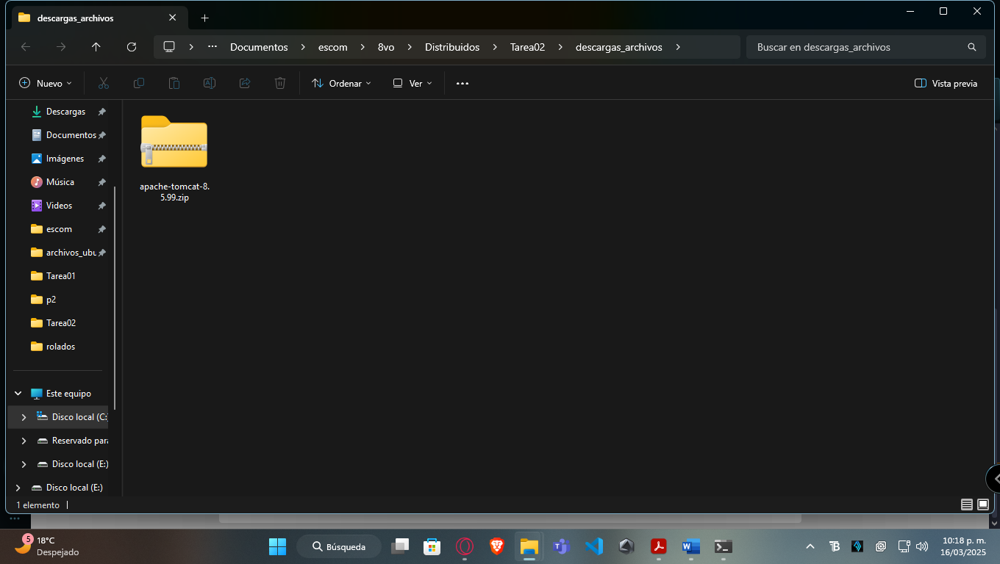 descargas_archivos
Documentos
escom
8vo
Distribuidos
Tarea02
descargas_archivos
Buscar en descargas_archivos
Nuevo
Ordenar
Ver
Vista previa
Descargas
Documentos
Imágenes
Música
Videos
escom
archivos_ubu
Tarea01
p2
Tarea02
rolados
Este equipo
Disco local (C:)
Reservado para
Disco local (E:)
Disco local (E:)
apache-tomcat-8.
5.99.zip
1 elemento
5
18°C
Despejado
Búsqueda
10:18 p. m.
16/03/2025